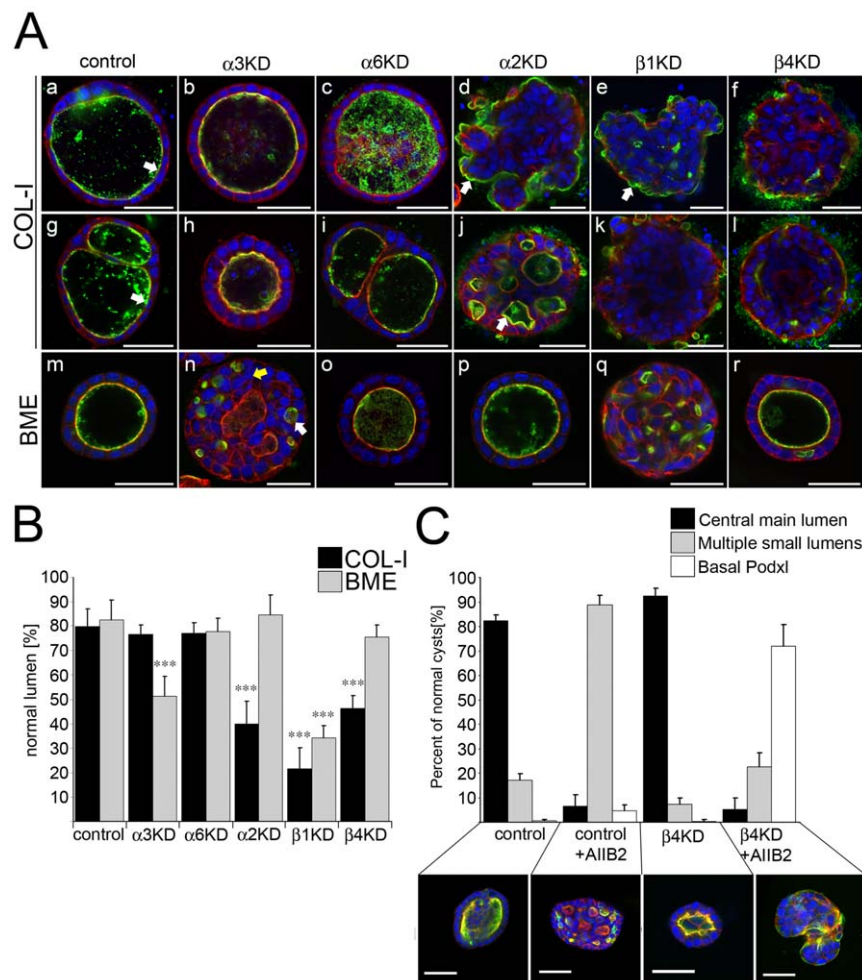 A
control α3KD α6KD α2KD β1KD β4KD
COL-I
a b c d e f
g h i j k l
BME
m n o p q r
B
COL-I
BME
normal lumen [%]
100
90
80
70
60
50
40
30
20
10
*** *** *** *** ***
control α3KD α6KD α2KD β1KD β4KD
C
Central main lumen
Multiple small lumens
Basal Podxl
Percent of normal cysts[%]
100
90
80
70
60
50
40
30
20
10
control control β4KD β4KD
+AIIB2 +AIIB2